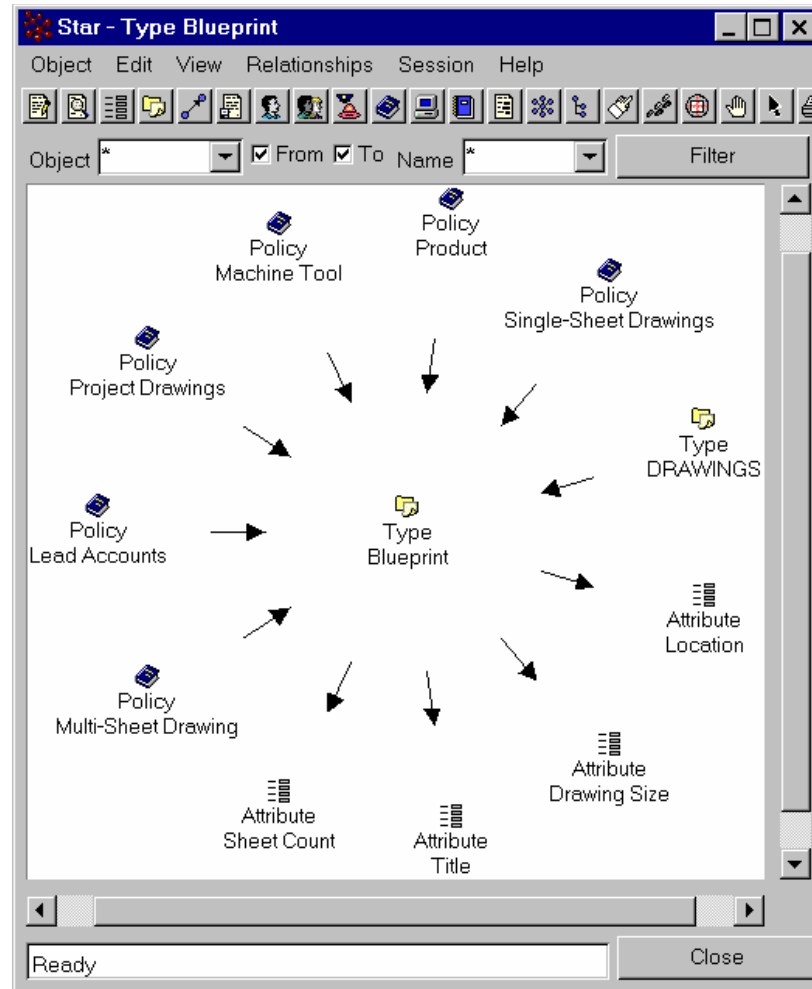 Star - Type Blueprint
Object Edit View Relationships Session Help
Object * From To Name * Filter
Policy
Product
Policy
Machine Tool
Policy
Single-Sheet Drawings
Policy
Project Drawings
Type
DRAWINGS
Policy
Lead Accounts
Type
Blueprint
Attribute
Location
Policy
Multi-Sheet Drawing
Attribute
Drawing Size
Attribute
Sheet Count
Attribute
Title
Ready
Close